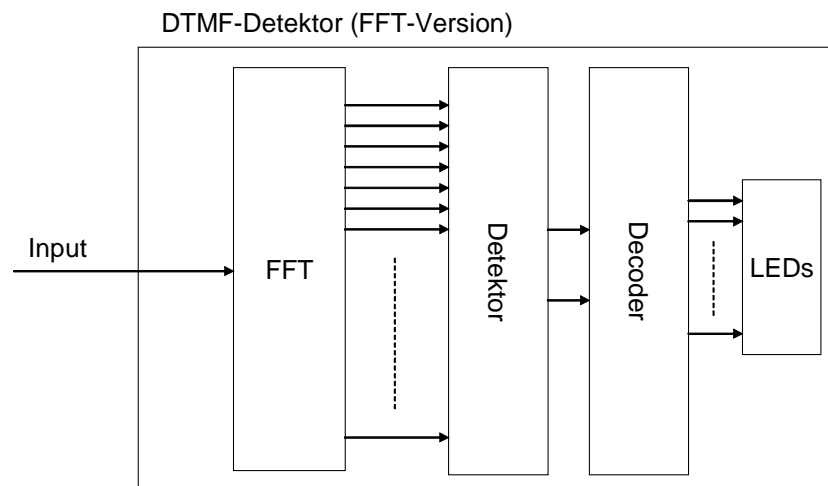 DTMF-Detektor (FFT-Version)
Input
FFT
Detektor
Decoder
LEDs